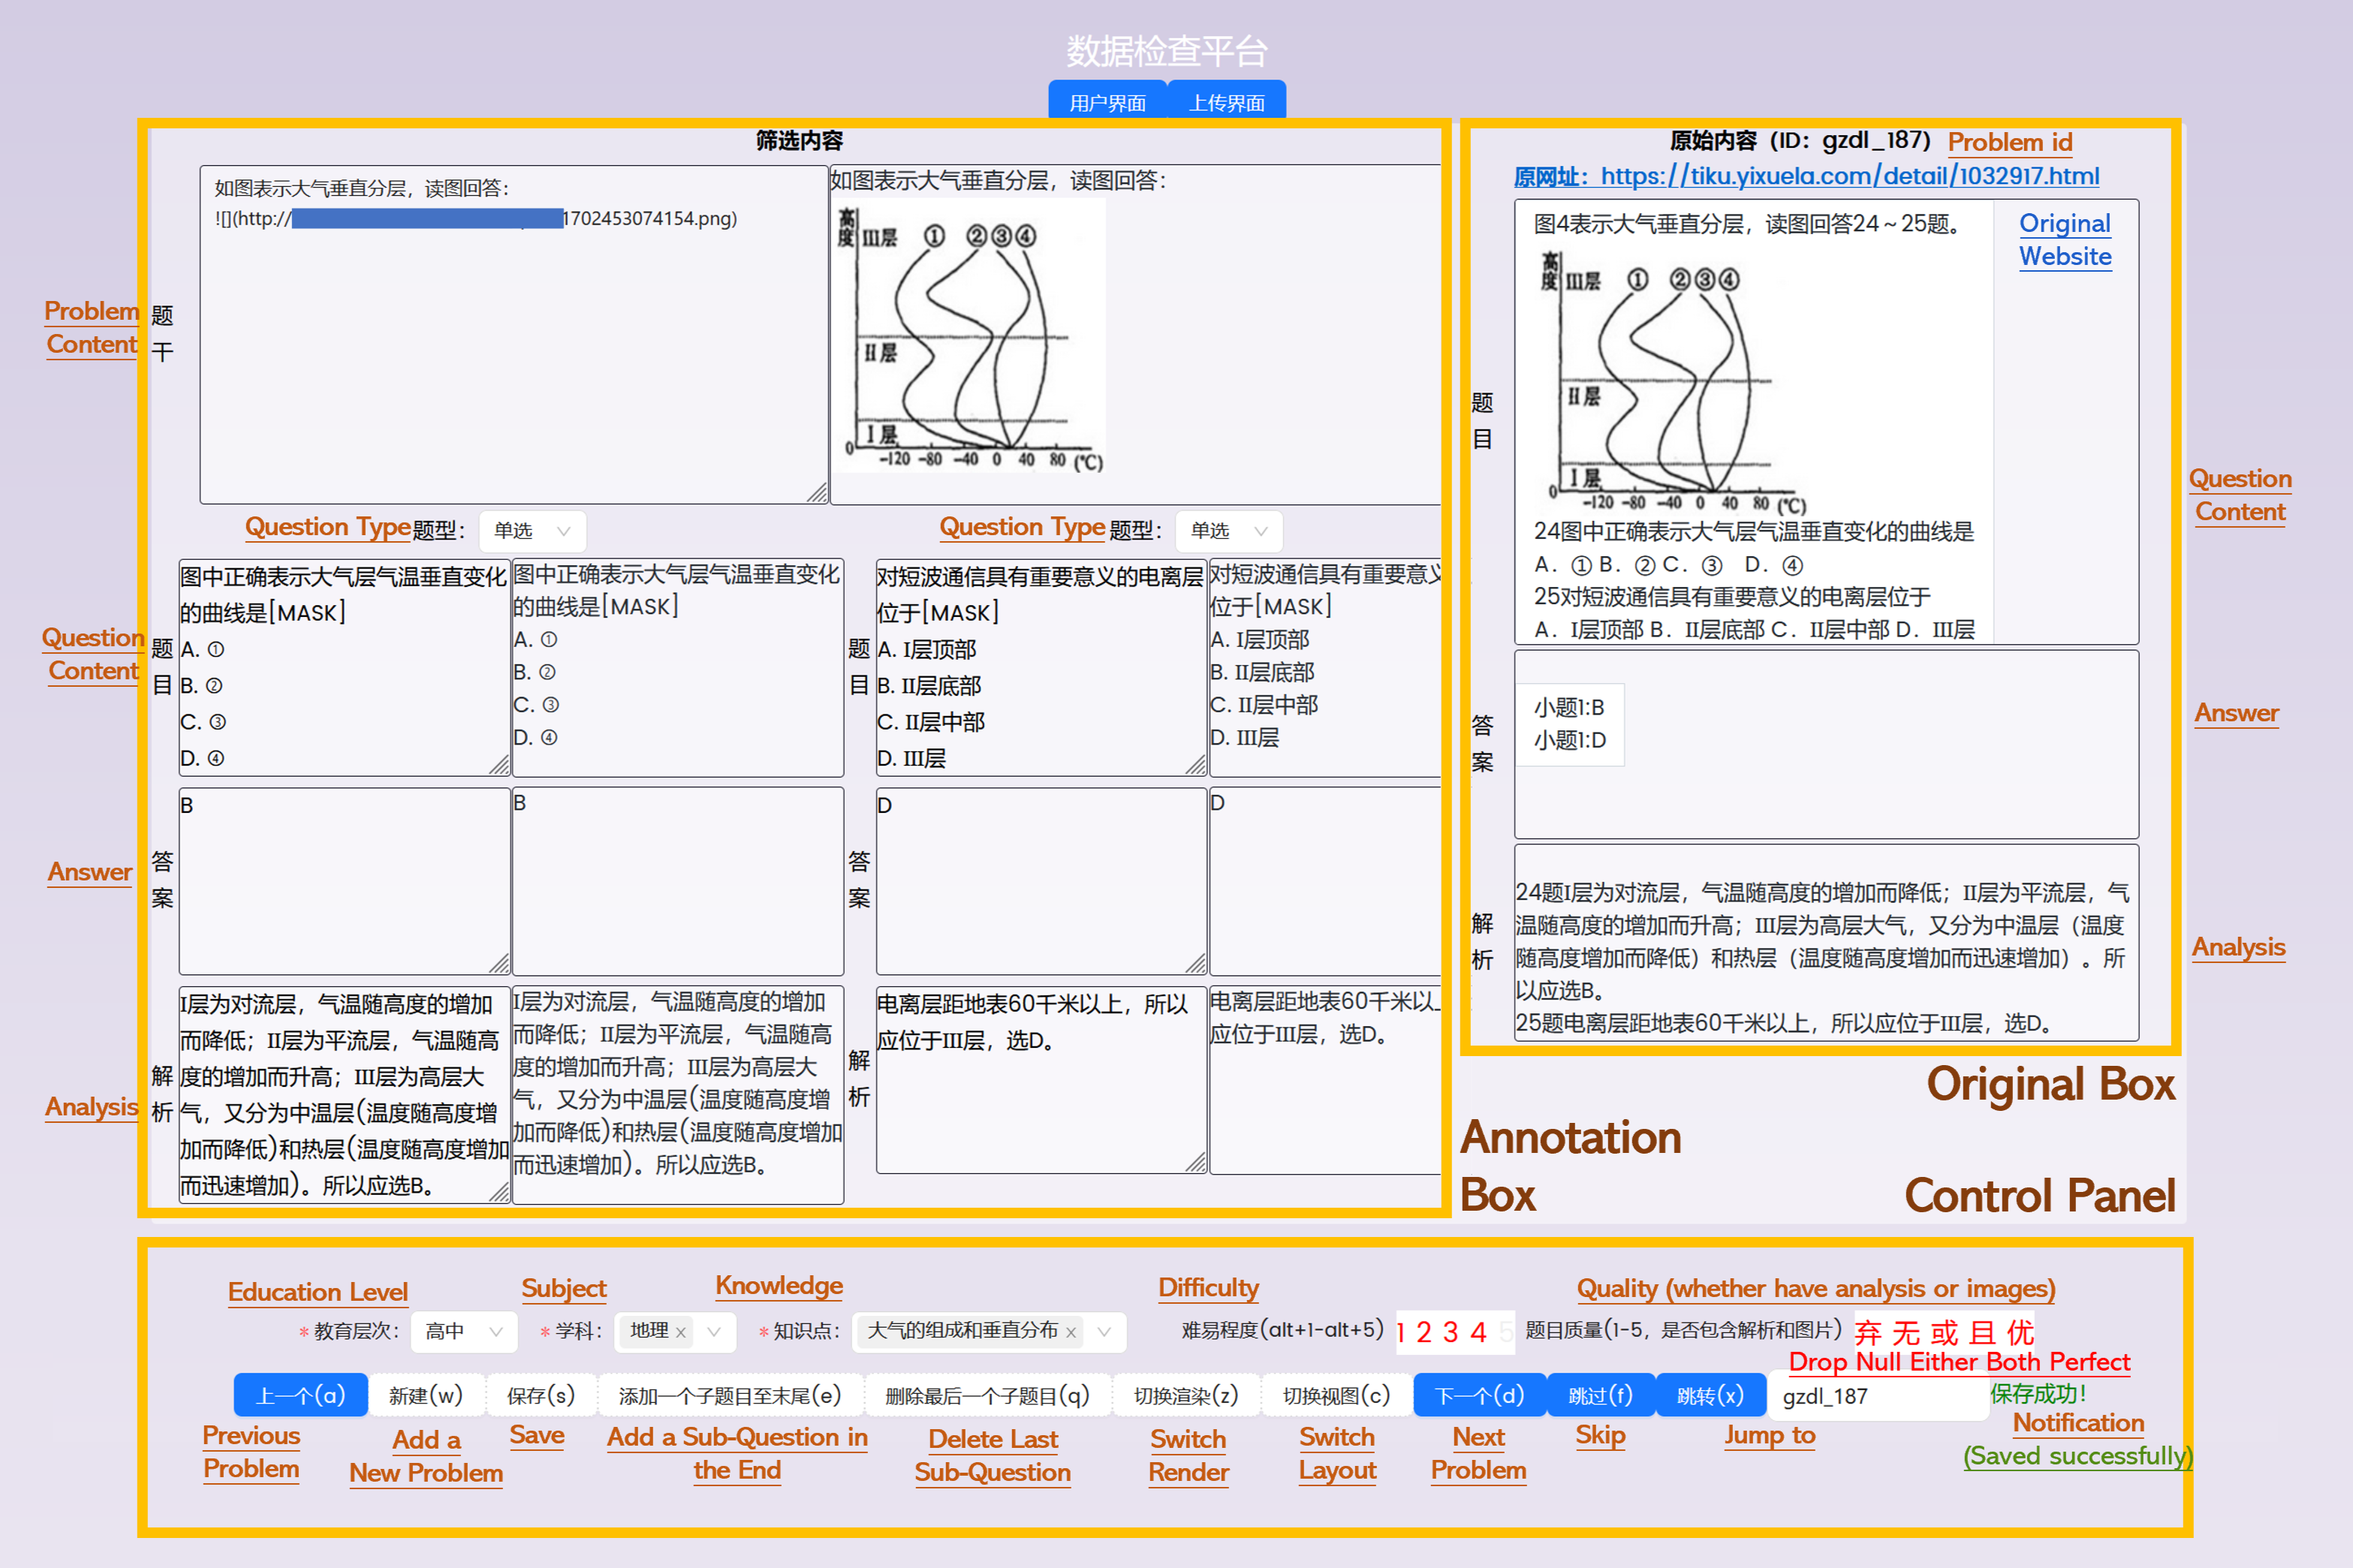 数据检查平台
用户界面 上传界面
筛选内容
Problem
Content
题
干
如图表示大气垂直分层，读图回答：
![](http://
1702453074154.png)
如图表示大气垂直分层，读图回答：
高
度
III层 ① ② ③ ④
II层
I层
0
-120 -80 -40 0 40 80 (℃)
Question Type 题型： 单选
Question Type 题型： 单选
Question
Content
题
目
图中正确表示大气层气温垂直变化
的曲线是[MASK]
A. ①
B. ②
C. ③
D. ④
图中正确表示大气层气温垂直变化
的曲线是[MASK]
A. ①
B. ②
C. ③
D. ④
题
目
对短波通信具有重要意义的电离层
位于[MASK]
A. I层顶部
B. II层底部
C. II层中部
D. III层
对短波通信具有重要意义
位于[MASK]
A. I层顶部
B. II层底部
C. II层中部
D. III层
Answer
答
案
B
B
答
案
D
D
Analysis
解
析
I层为对流层，气温随高度的增加
而降低；II层为平流层，气温随高
度的增加而升高；III层为高层大
气，又分为中温层(温度随高度增
加而降低)和热层(温度随高度增加
而迅速增加)。所以应选B。
I层为对流层，气温随高度的增加
而降低；II层为平流层，气温随高
度的增加而升高；III层为高层大
气，又分为中温层(温度随高度增
加而降低)和热层(温度随高度增加
而迅速增加)。所以应选B。
解
析
电离层距地表60千米以上，所以
应位于III层，选D。
电离层距地表60千米以上
应位于III层，选D。
原始内容（ID：gzdl_187） Problem id
原网址：https://tiku.yixuela.com/detail/1032917.html
Original
Website
题
目
图4表示大气垂直分层，读图回答24～25题。
高
度
III层 ① ② ③ ④
II层
I层
0
-120 -80 -40 0 40 80 (℃)
24图中正确表示大气层气温垂直变化的曲线是
A．① B．② C．③ D．④
25对短波通信具有重要意义的电离层位于
A．I层顶部 B．II层底部 C．II层中部 D．III层
Question
Content
答
案
小题1:B
小题1:D
Answer
解
析
24题I层为对流层，气温随高度的增加而降低；II层为平流层，气
温随高度的增加而升高；III层为高层大气，又分为中温层（温度
随高度增加而降低）和热层（温度随高度增加而迅速增加）。所
以应选B。
25题电离层距地表60千米以上，所以应位于III层，选D。
Analysis
Original Box
Annotation
Box
Control Panel
Education Level Subject Knowledge Difficulty Quality (whether have analysis or images)
* 教育层次： 高中 * 学科： 地理 x * 知识点： 大气的组成和垂直分布 x 难易程度(alt+1-alt+5) 1 2 3 4 5 题目质量(1-5，是否包含解析和图片) 弃 无 或 且 优
Drop Null Either Both Perfect
上一个(a) 新建(w) 保存(s) 添加一个子题目至末尾(e) 删除最后一个子题目(q) 切换渲染(z) 切换视图(c) 下一个(d) 跳过(f) 跳转(x) gzdl_187 保存成功！
Previous
Problem
Add a
New Problem
Save
Add a Sub-Question in
the End
Delete Last
Sub-Question
Switch
Render
Switch
Layout
Next
Problem
Skip
Jump to
Notification
(Saved successfully)